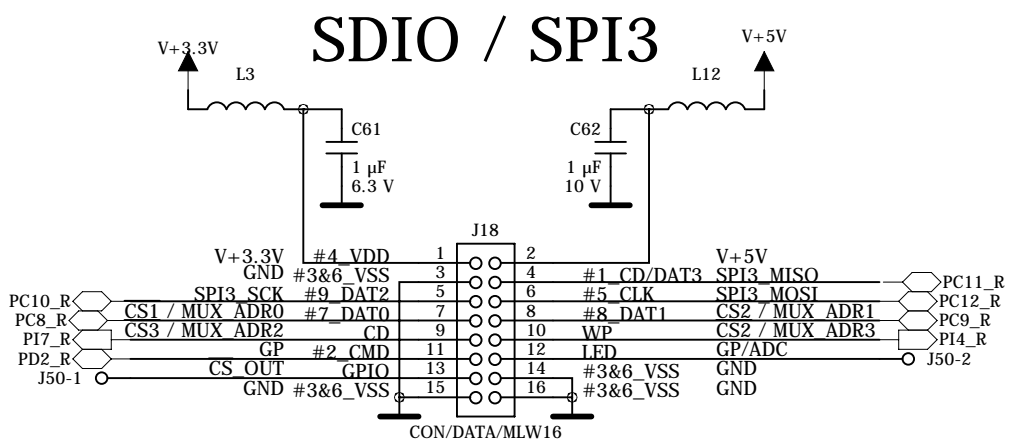 SDIO / SPI3
V+3.3V
V+5V
L3
L12
C61
C62
1 µF
6.3 V
1 µF
10 V
J18
V+3.3V #4_VDD 1 2 V+5V
GND #3&6_VSS 3 4 #1_CD/DAT3 SPI3_MISO PC11_R
PC10_R SPI3_SCK #9_DAT2 5 6 #5_CLK SPI3_MOSI PC12_R
PC8_R CS1 / MUX_ADR0 #7_DAT0 7 8 #8_DAT1 CS2 / MUX_ADR1 PC9_R
PI7_R CS3 / MUX_ADR2 CD 9 10 WP CS2 / MUX_ADR3 PI4_R
PD2_R GP #2_CMD 11 12 LED GP/ADC J50-2
J50-1 CS_OUT GPIO 13 14 #3&6_VSS GND
GND #3&6_VSS 15 16 #3&6_VSS GND
CON/DATA/MLW16